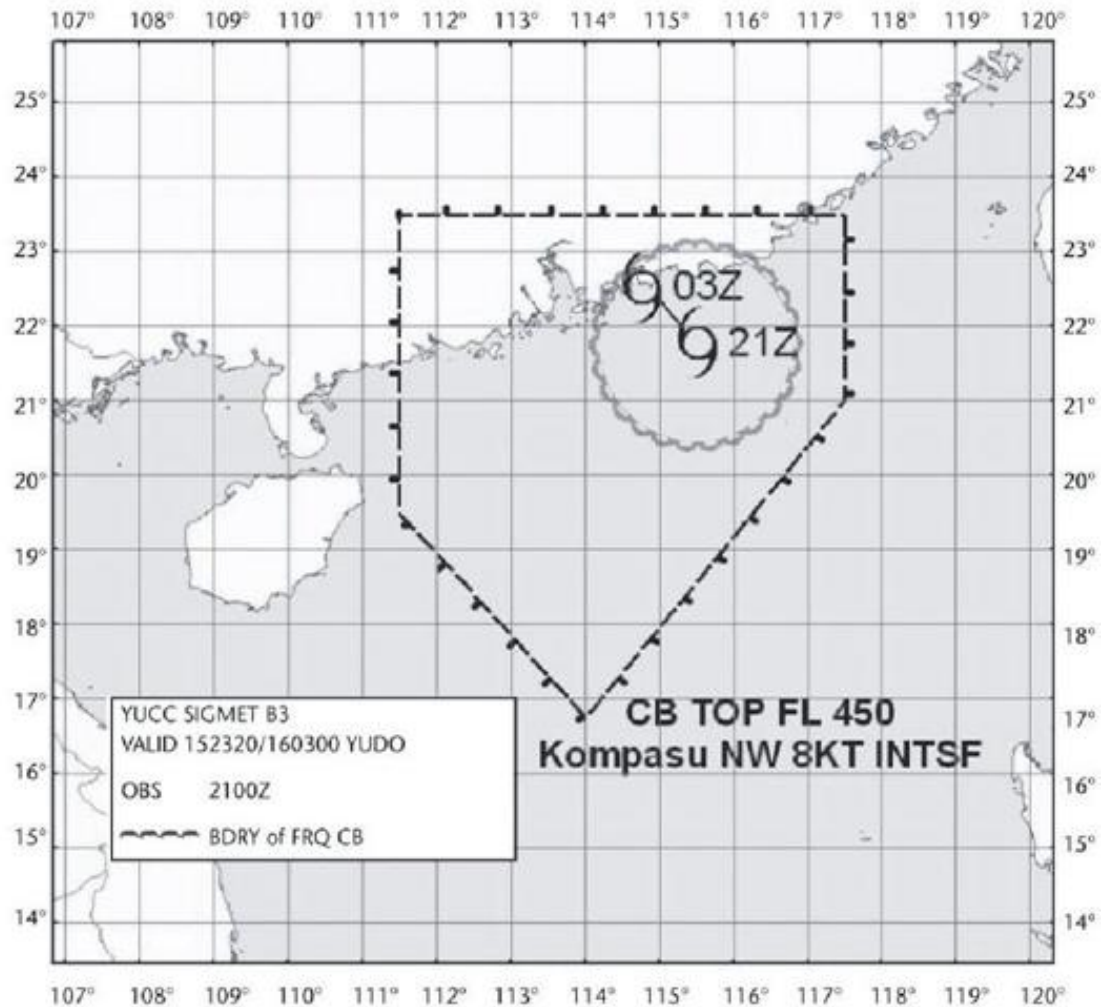 107° 108° 109° 110° 111° 112° 113° 114° 115° 116° 117° 118° 119° 120°
25° 25°
24° 24°
23° 23°
03Z
22° 22°
21Z
21° 21°
20° 20°
19° 19°
18° 18°
17° 17°
CB TOP FL 450
Kompasu NW 8KT INTSF
16° 16°
15° 15°
14° 14°
YUCC SIGMET B3
VALID 152320/160300 YUDO
OBS 2100Z
BDRY of FRQ CB
107° 108° 109° 110° 111° 112° 113° 114° 115° 116° 117° 118° 119° 120°